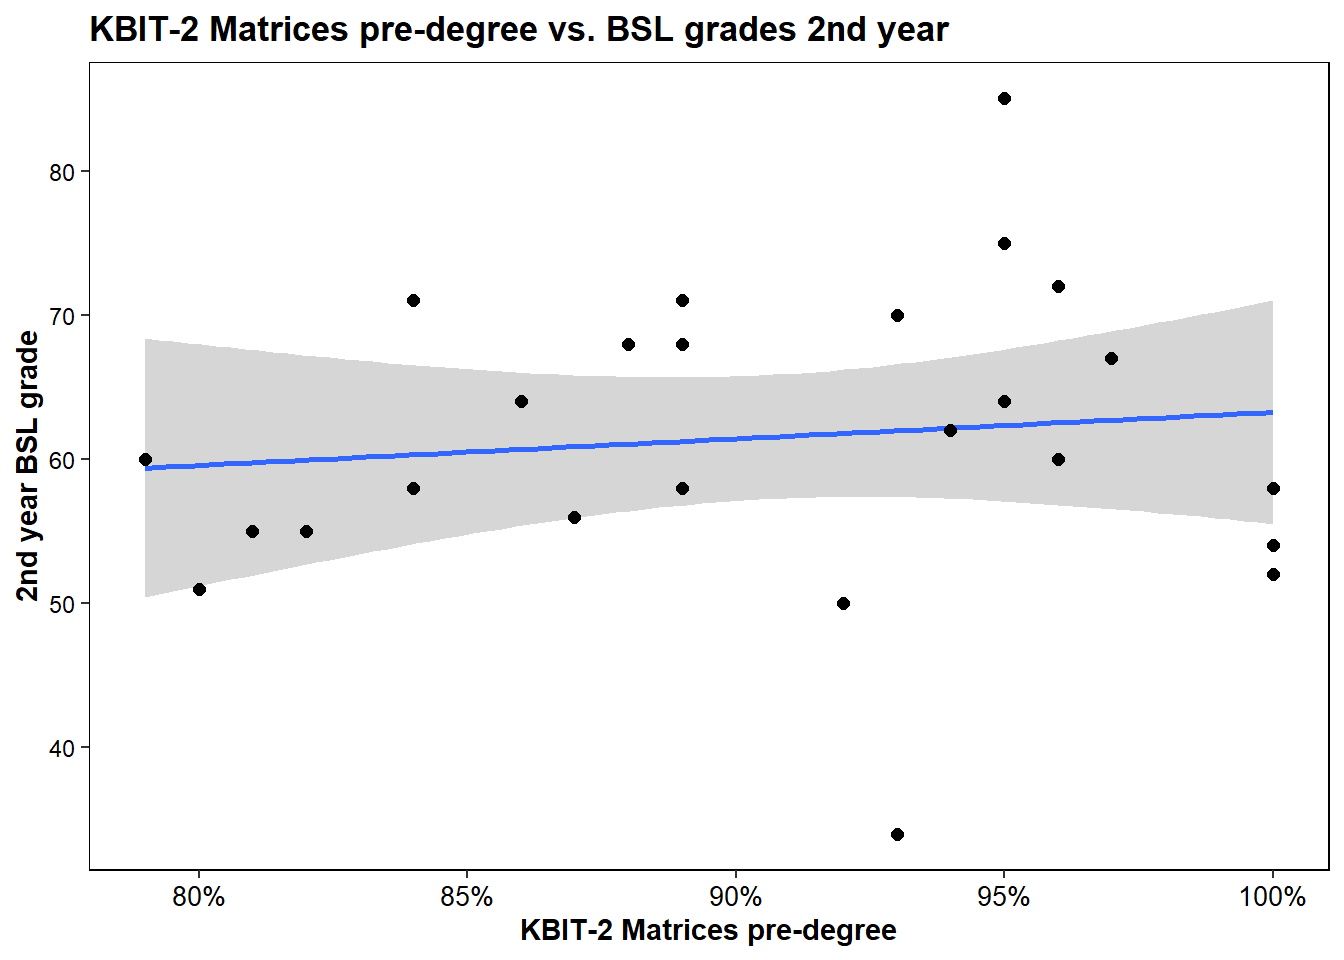 KBIT-2 Matrices pre-degree vs. BSL grades 2nd year
2nd year BSL grade
80
70
60
50
40
80% 85% 90% 95% 100%
KBIT-2 Matrices pre-degree